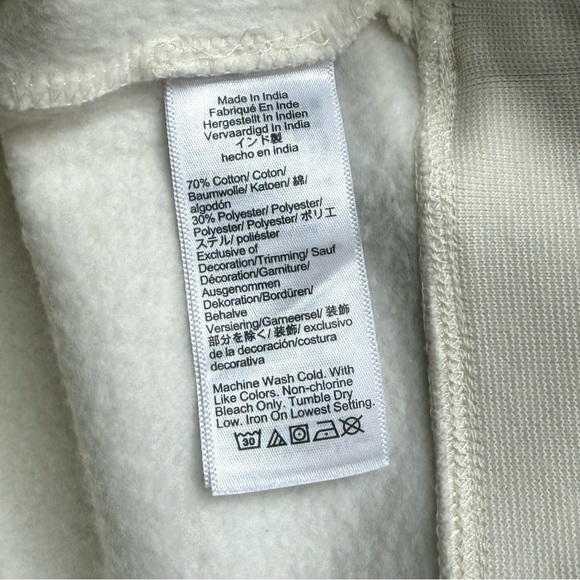 Made In India
Fabriqué En Inde
Hergestellt In Indien
Vervaardigd In India
インド製
hecho en india
70% Cotton/ Coton/
Baumwolle/ Katoen/ 綿/
algodón
30% Polyester/ Polyester/
Polyester/ Polyester/ ポリエ
ステル/ poliéster
Exclusive of
Decoration/Trimming/ Sauf
Décoration/Garniture/
Ausgenommen
Dekoration/Bordüren/
Behalve
Versiering/Garneersel/ 装飾
部分を除く/ 装飾/ exclusivo
de la decoración/costura
decorativa
Machine Wash Cold. With
Like Colors. Non-chlorine
Bleach Only. Tumble Dry
Low. Iron On Lowest Setting.
30